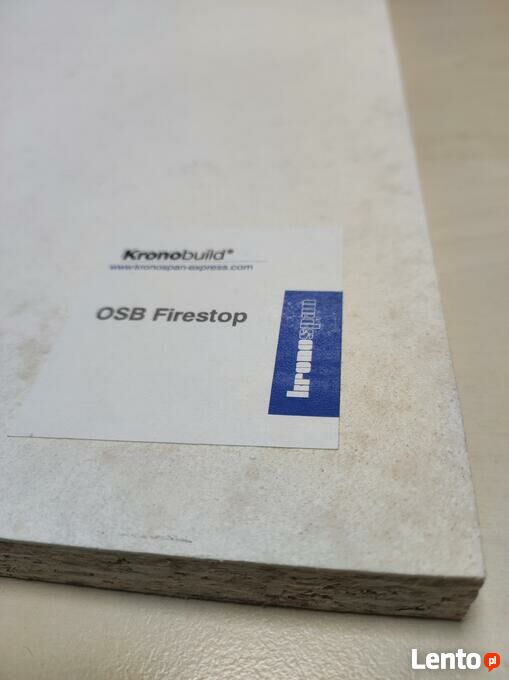 Kronobuild®
www.kronospan-express.com
OSB Firestop
kronospan
Lento.pl